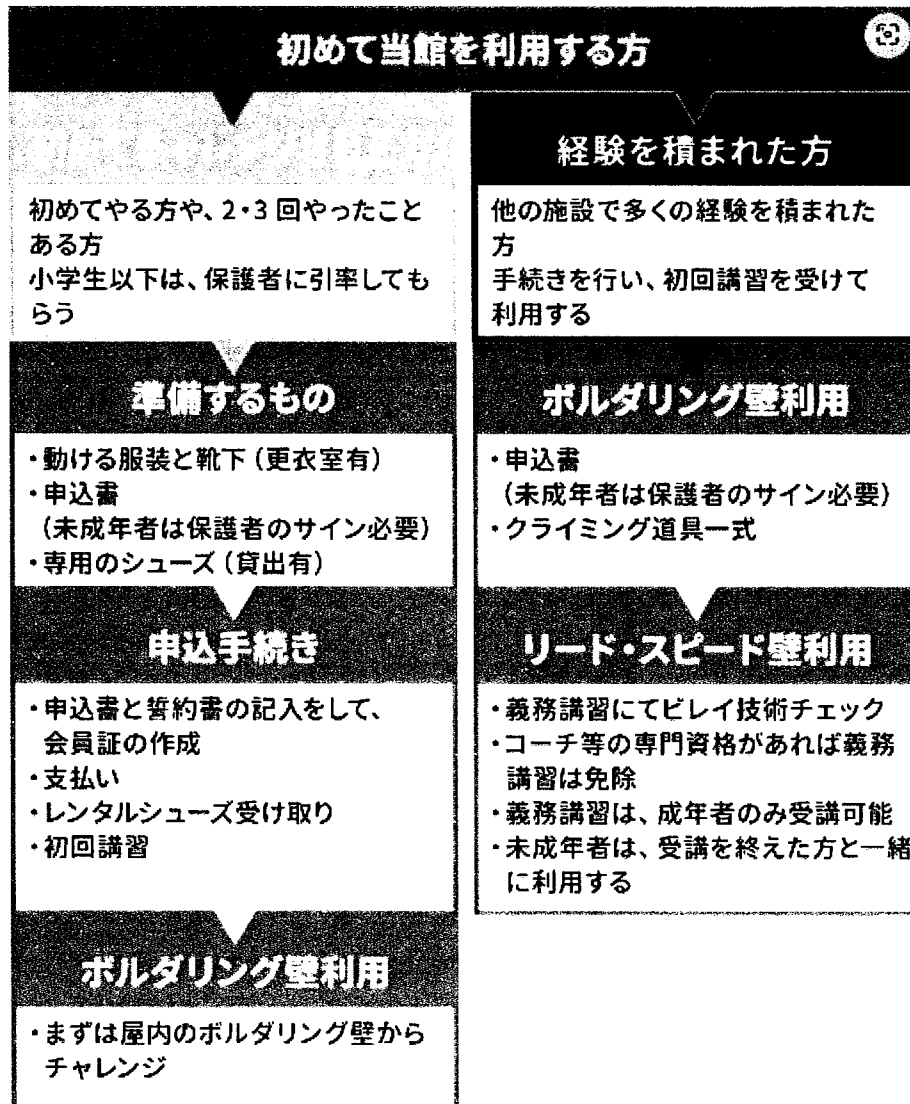 初めて当館を利用する方
初めてやる方や、2・3 回やったこと
ある方
小学生以下は、保護者に引率しても
らう
準備するもの
・動ける服装と靴下(更衣室有)
・申込書
(未成年者は保護者のサイン必要)
・専用のシューズ(貸出有)
申込手続き
・申込書と誓約書の記入をして、
会員証の作成
・支払い
・レンタルシューズ受け取り
・初回講習
ボルダリング壁利用
・まずは屋内のボルダリング壁から
チャレンジ
経験を積まれた方
他の施設で多くの経験を積まれた
方
手続きを行い、初回講習を受けて
利用する
ボルダリング壁利用
・申込書
(未成年者は保護者のサイン必要)
・クライミング道具一式
リード・スピード壁利用
・義務講習にてビレイ技術チェック
・コーチ等の専門資格があれば義務
講習は免除
・義務講習は、成年者のみ受講可能
・未成年者は、受講を終えた方と一緒
に利用する